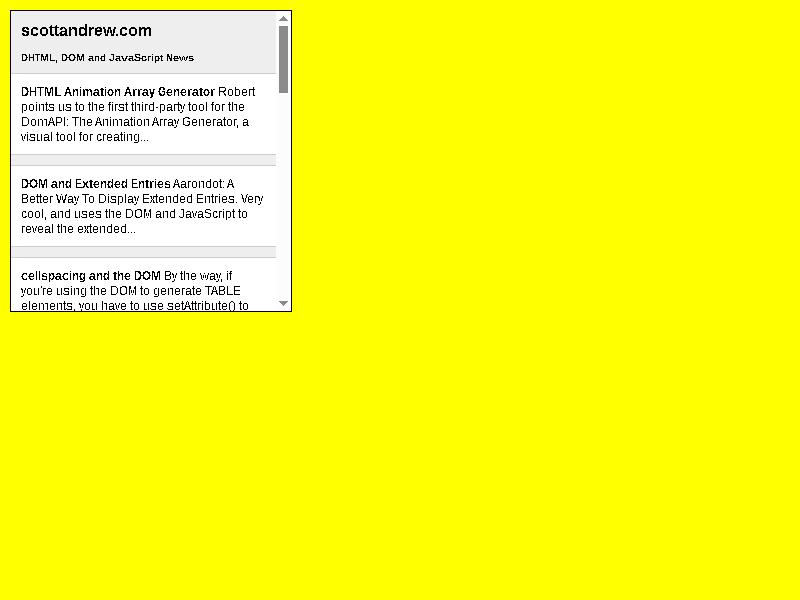 scottandrew.com
DHTML, DOM and JavaScript News
DHTML Animation Array Generator Robert
points us to the first third-party tool for the
DomAPI: The Animation Array Generator, a
visual tool for creating...
DOM and Extended Entries Aarondot: A
Better Way To Display Extended Entries. Very
cool, and uses the DOM and JavaScript to
reveal the extended...
cellspacing and the DOM By the way, if
you're using the DOM to generate TABLE
elements, you have to use setAttribute() to